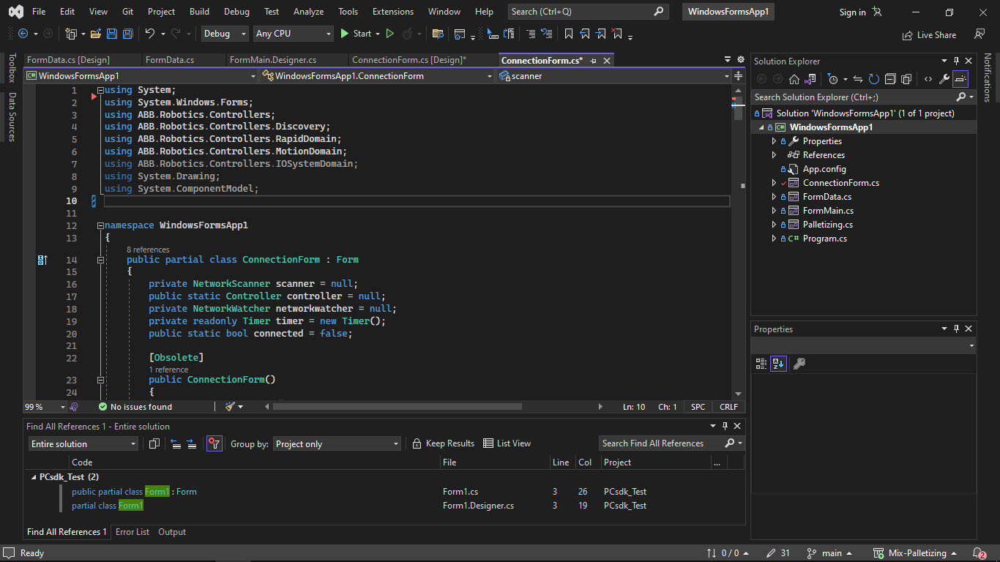 File Edit View Git Project Build Debug Test Analyze Tools Extensions Window Help Search (Ctrl+Q) WindowsFormsApp1 Sign in
Debug Any CPU Start Live Share
Toolbox
Data Sources
FormData.cs [Design] FormData.cs FormMain.Designer.cs ConnectionForm.cs [Design]* ConnectionForm.cs*
WindowsFormsApp1 WindowsFormsApp1.ConnectionForm scanner
1 using System;
2 using System.Windows.Forms;
3 using ABB.Robotics.Controllers;
4 using ABB.Robotics.Controllers.Discovery;
5 using ABB.Robotics.Controllers.RapidDomain;
6 using ABB.Robotics.Controllers.MotionDomain;
7 using ABB.Robotics.Controllers.IOSystemDomain;
8 using System.Drawing;
9 using System.ComponentModel;
10
11
12 namespace WindowsFormsApp1
13 {
8 references
14 public partial class ConnectionForm : Form
15 {
16 private NetworkScanner scanner = null;
17 public static Controller controller = null;
18 private NetworkWatcher networkwatcher = null;
19 private readonly Timer timer = new Timer();
20 public static bool connected = false;
21
22 [Obsolete]
1 reference
23 public ConnectionForm()
24 {
99 % No issues found Ln: 10 Ch: 1 SPC CRLF
Solution Explorer
Search Solution Explorer (Ctrl+;)
Solution 'WindowsFormsApp1' (1 of 1 project)
WindowsFormsApp1
Properties
References
App.config
ConnectionForm.cs
FormData.cs
FormMain.cs
Palletizing.cs
C# Program.cs
Properties
Notifications
Find All References 1 - Entire solution
Entire solution Group by: Project only Keep Results List View Search Find All References
Code File Line Col Project ...
PCsdk_Test (2)
public partial class Form1 : Form Form1.cs 3 26 PCsdk_Test
partial class Form1 Form1.Designer.cs 3 19 PCsdk_Test
Find All References 1 Error List Output
Ready 0 / 0 31 main Mix-Palletizing 2